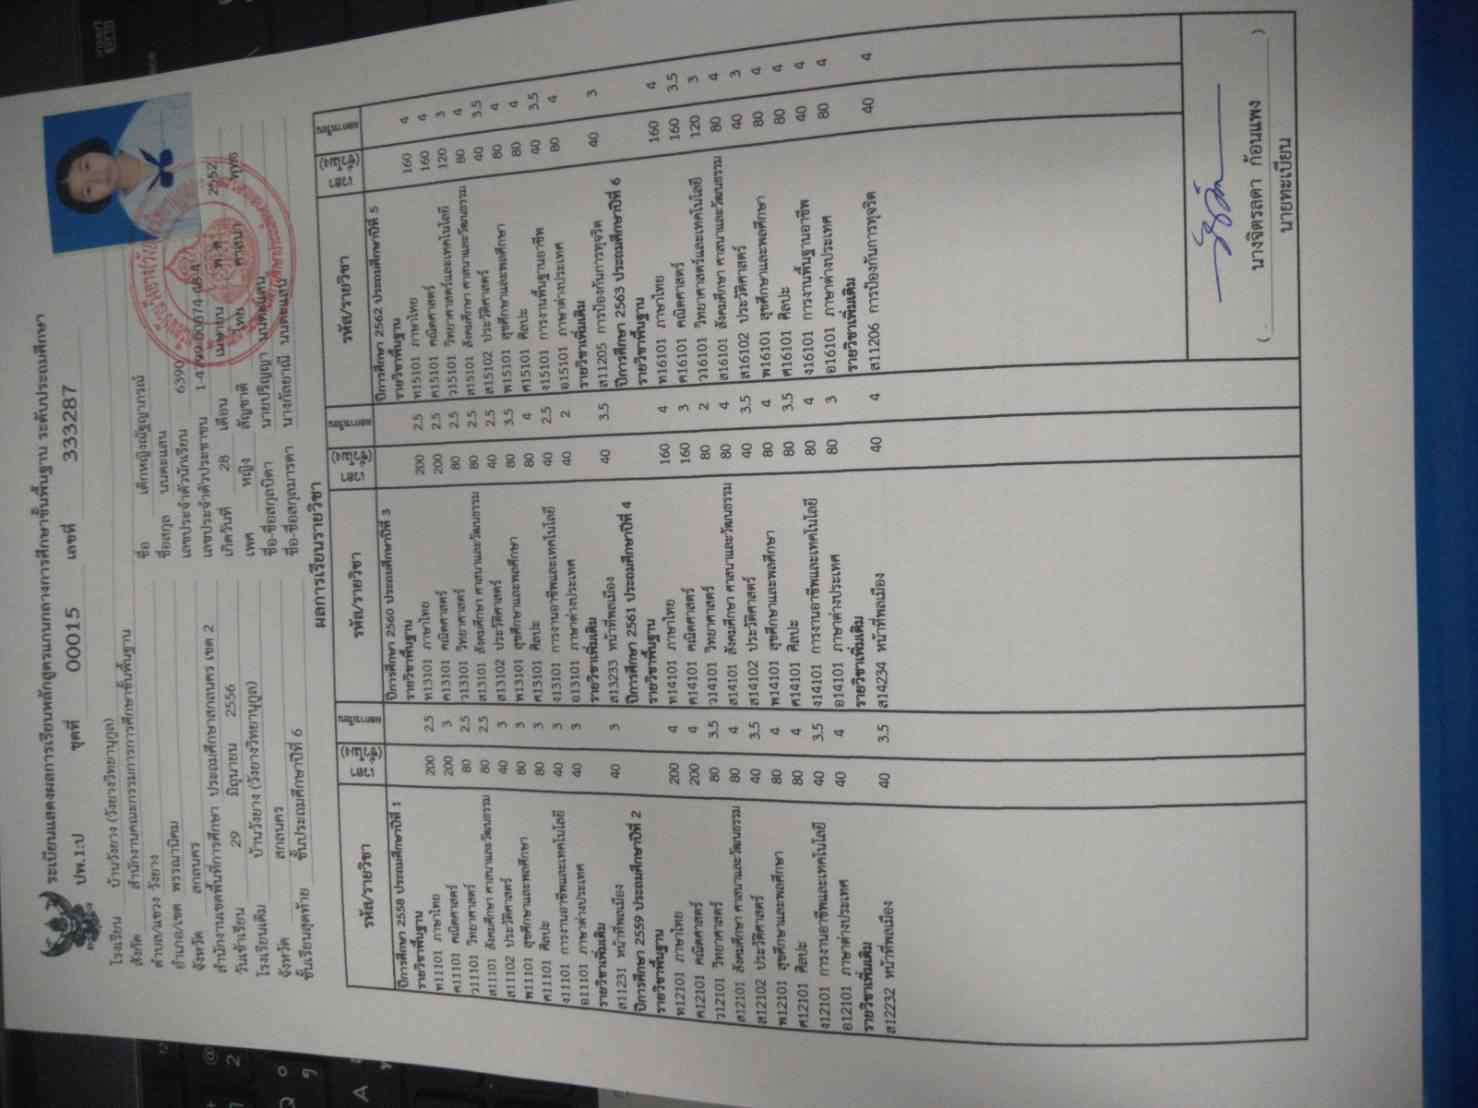 ระเบียนแสดงผลการเรียนหลักสูตรแกนกลางการศึกษาขั้นพื้นฐาน ระดับประถมศึกษา
ปพ.1:ป ชุดที่ 00015 เลขที่ 333287
โรงเรียน บ้านวังยาง (วังยางวิทยานุกูล)
สังกัด สำนักงานคณะกรรมการการศึกษาขั้นพื้นฐาน
ตำบล/แขวง วังยาง
อำเภอ/เขต พรรณานิคม
จังหวัด สกลนคร
สำนักงานเขตพื้นที่การศึกษา ประถมศึกษาสกลนคร เขต 2
วันเข้าเรียน 29 มิถุนายน 2556
โรงเรียนเดิม บ้านวังยาง (วังยางวิทยานุกูล)
จังหวัด สกลนคร
ชั้นเรียนสุดท้าย ชั้นประถมศึกษาปีที่ 6
ชื่อ เด็กหญิงณัฐญาภรณ์
ชื่อสกุล นนตะแสน
เลขประจำตัวนักเรียน 6390
เลขประจำตัวประชาชน
เกิดวันที่ 28 เดือน เมษายน พ.ศ. 2552
เพศ หญิง สัญชาติ ไทย ศาสนา พุทธ
ชื่อ-ชื่อสกุลบิดา นายปริญญา นนตะแสน
ชื่อ-ชื่อสกุลมารดา นางกัลยาณี นนตะแสน
ผลการเรียนรายวิชา
รหัส/รายวิชา เวลา (ชั่วโมง) ผลการเรียน
ปีการศึกษา 2558 ประถมศึกษาปีที่ 1
รายวิชาพื้นฐาน
ท11101 ภาษาไทย 200 2.5
ค11101 คณิตศาสตร์ 200 3
ว11101 วิทยาศาสตร์ 80 2.5
ส11101 สังคมศึกษา ศาสนาและวัฒนธรรม 80 2.5
ส11102 ประวัติศาสตร์ 40 3
พ11101 สุขศึกษาและพลศึกษา 80 3
ศ11101 ศิลปะ 80 3
ง11101 การงานอาชีพและเทคโนโลยี 40 3
อ11101 ภาษาต่างประเทศ 40 3
รายวิชาเพิ่มเติม
ส11231 หน้าที่พลเมือง 40 3
ปีการศึกษา 2559 ประถมศึกษาปีที่ 2
รายวิชาพื้นฐาน
ท12101 ภาษาไทย 200 4
ค12101 คณิตศาสตร์ 200 4
ว12101 วิทยาศาสตร์ 80 3.5
ส12101 สังคมศึกษา ศาสนาและวัฒนธรรม 80 4
ส12102 ประวัติศาสตร์ 40 3.5
พ12101 สุขศึกษาและพลศึกษา 80 4
ศ12101 ศิลปะ 80 4
ง12101 การงานอาชีพและเทคโนโลยี 40 3.5
อ12101 ภาษาต่างประเทศ 40 4
รายวิชาเพิ่มเติม
ส12232 หน้าที่พลเมือง 40 3.5
รหัส/รายวิชา เวลา (ชั่วโมง) ผลการเรียน
ปีการศึกษา 2560 ประถมศึกษาปีที่ 3
รายวิชาพื้นฐาน
ท13101 ภาษาไทย 200 2.5
ค13101 คณิตศาสตร์ 200 2.5
ว13101 วิทยาศาสตร์ 80 2.5
ส13101 สังคมศึกษา ศาสนาและวัฒนธรรม 80 2.5
ส13102 ประวัติศาสตร์ 40 2.5
พ13101 สุขศึกษาและพลศึกษา 80 3.5
ศ13101 ศิลปะ 80 4
ง13101 การงานอาชีพและเทคโนโลยี 40 2.5
อ13101 ภาษาต่างประเทศ 40 2
รายวิชาเพิ่มเติม
ส13233 หน้าที่พลเมือง 40 3.5
ปีการศึกษา 2561 ประถมศึกษาปีที่ 4
รายวิชาพื้นฐาน
ท14101 ภาษาไทย 160 4
ค14101 คณิตศาสตร์ 160 3
ว14101 วิทยาศาสตร์ 80 2
ส14101 สังคมศึกษา ศาสนาและวัฒนธรรม 80 4
ส14102 ประวัติศาสตร์ 40 3.5
พ14101 สุขศึกษาและพลศึกษา 80 4
ศ14101 ศิลปะ 80 3.5
ง14101 การงานอาชีพและเทคโนโลยี 80 4
อ14101 ภาษาต่างประเทศ 80 3
รายวิชาเพิ่มเติม
ส14234 หน้าที่พลเมือง 40 4
รหัส/รายวิชา เวลา (ชั่วโมง) ผลการเรียน
ปีการศึกษา 2562 ประถมศึกษาปีที่ 5
รายวิชาพื้นฐาน
ท15101 ภาษาไทย 160 4
ค15101 คณิตศาสตร์ 160 4
ว15101 วิทยาศาสตร์และเทคโนโลยี 120 3
ส15101 สังคมศึกษา ศาสนาและวัฒนธรรม 80 4
ส15102 ประวัติศาสตร์ 40 3.5
พ15101 สุขศึกษาและพลศึกษา 80 4
ศ15101 ศิลปะ 80 4
ง15101 การงานพื้นฐานอาชีพ 40 3.5
อ15101 ภาษาต่างประเทศ 80 4
รายวิชาเพิ่มเติม
ส11205 การป้องกันการทุจริต 40 3
ปีการศึกษา 2563 ประถมศึกษาปีที่ 6
รายวิชาพื้นฐาน
ท16101 ภาษาไทย 160 4
ค16101 คณิตศาสตร์ 160 3.5
ว16101 วิทยาศาสตร์และเทคโนโลยี 120 3
ส16101 สังคมศึกษา ศาสนาและวัฒนธรรม 80 4
ส16102 ประวัติศาสตร์ 40 3
พ16101 สุขศึกษาและพลศึกษา 80 4
ศ16101 ศิลปะ 80 4
ง16101 การงานพื้นฐานอาชีพ 40 4
อ16101 ภาษาต่างประเทศ 80 4
รายวิชาเพิ่มเติม
ส11206 การป้องกันการทุจริต 40 4
( นางจิตรลดา ก้อนแพง )
นายทะเบียน